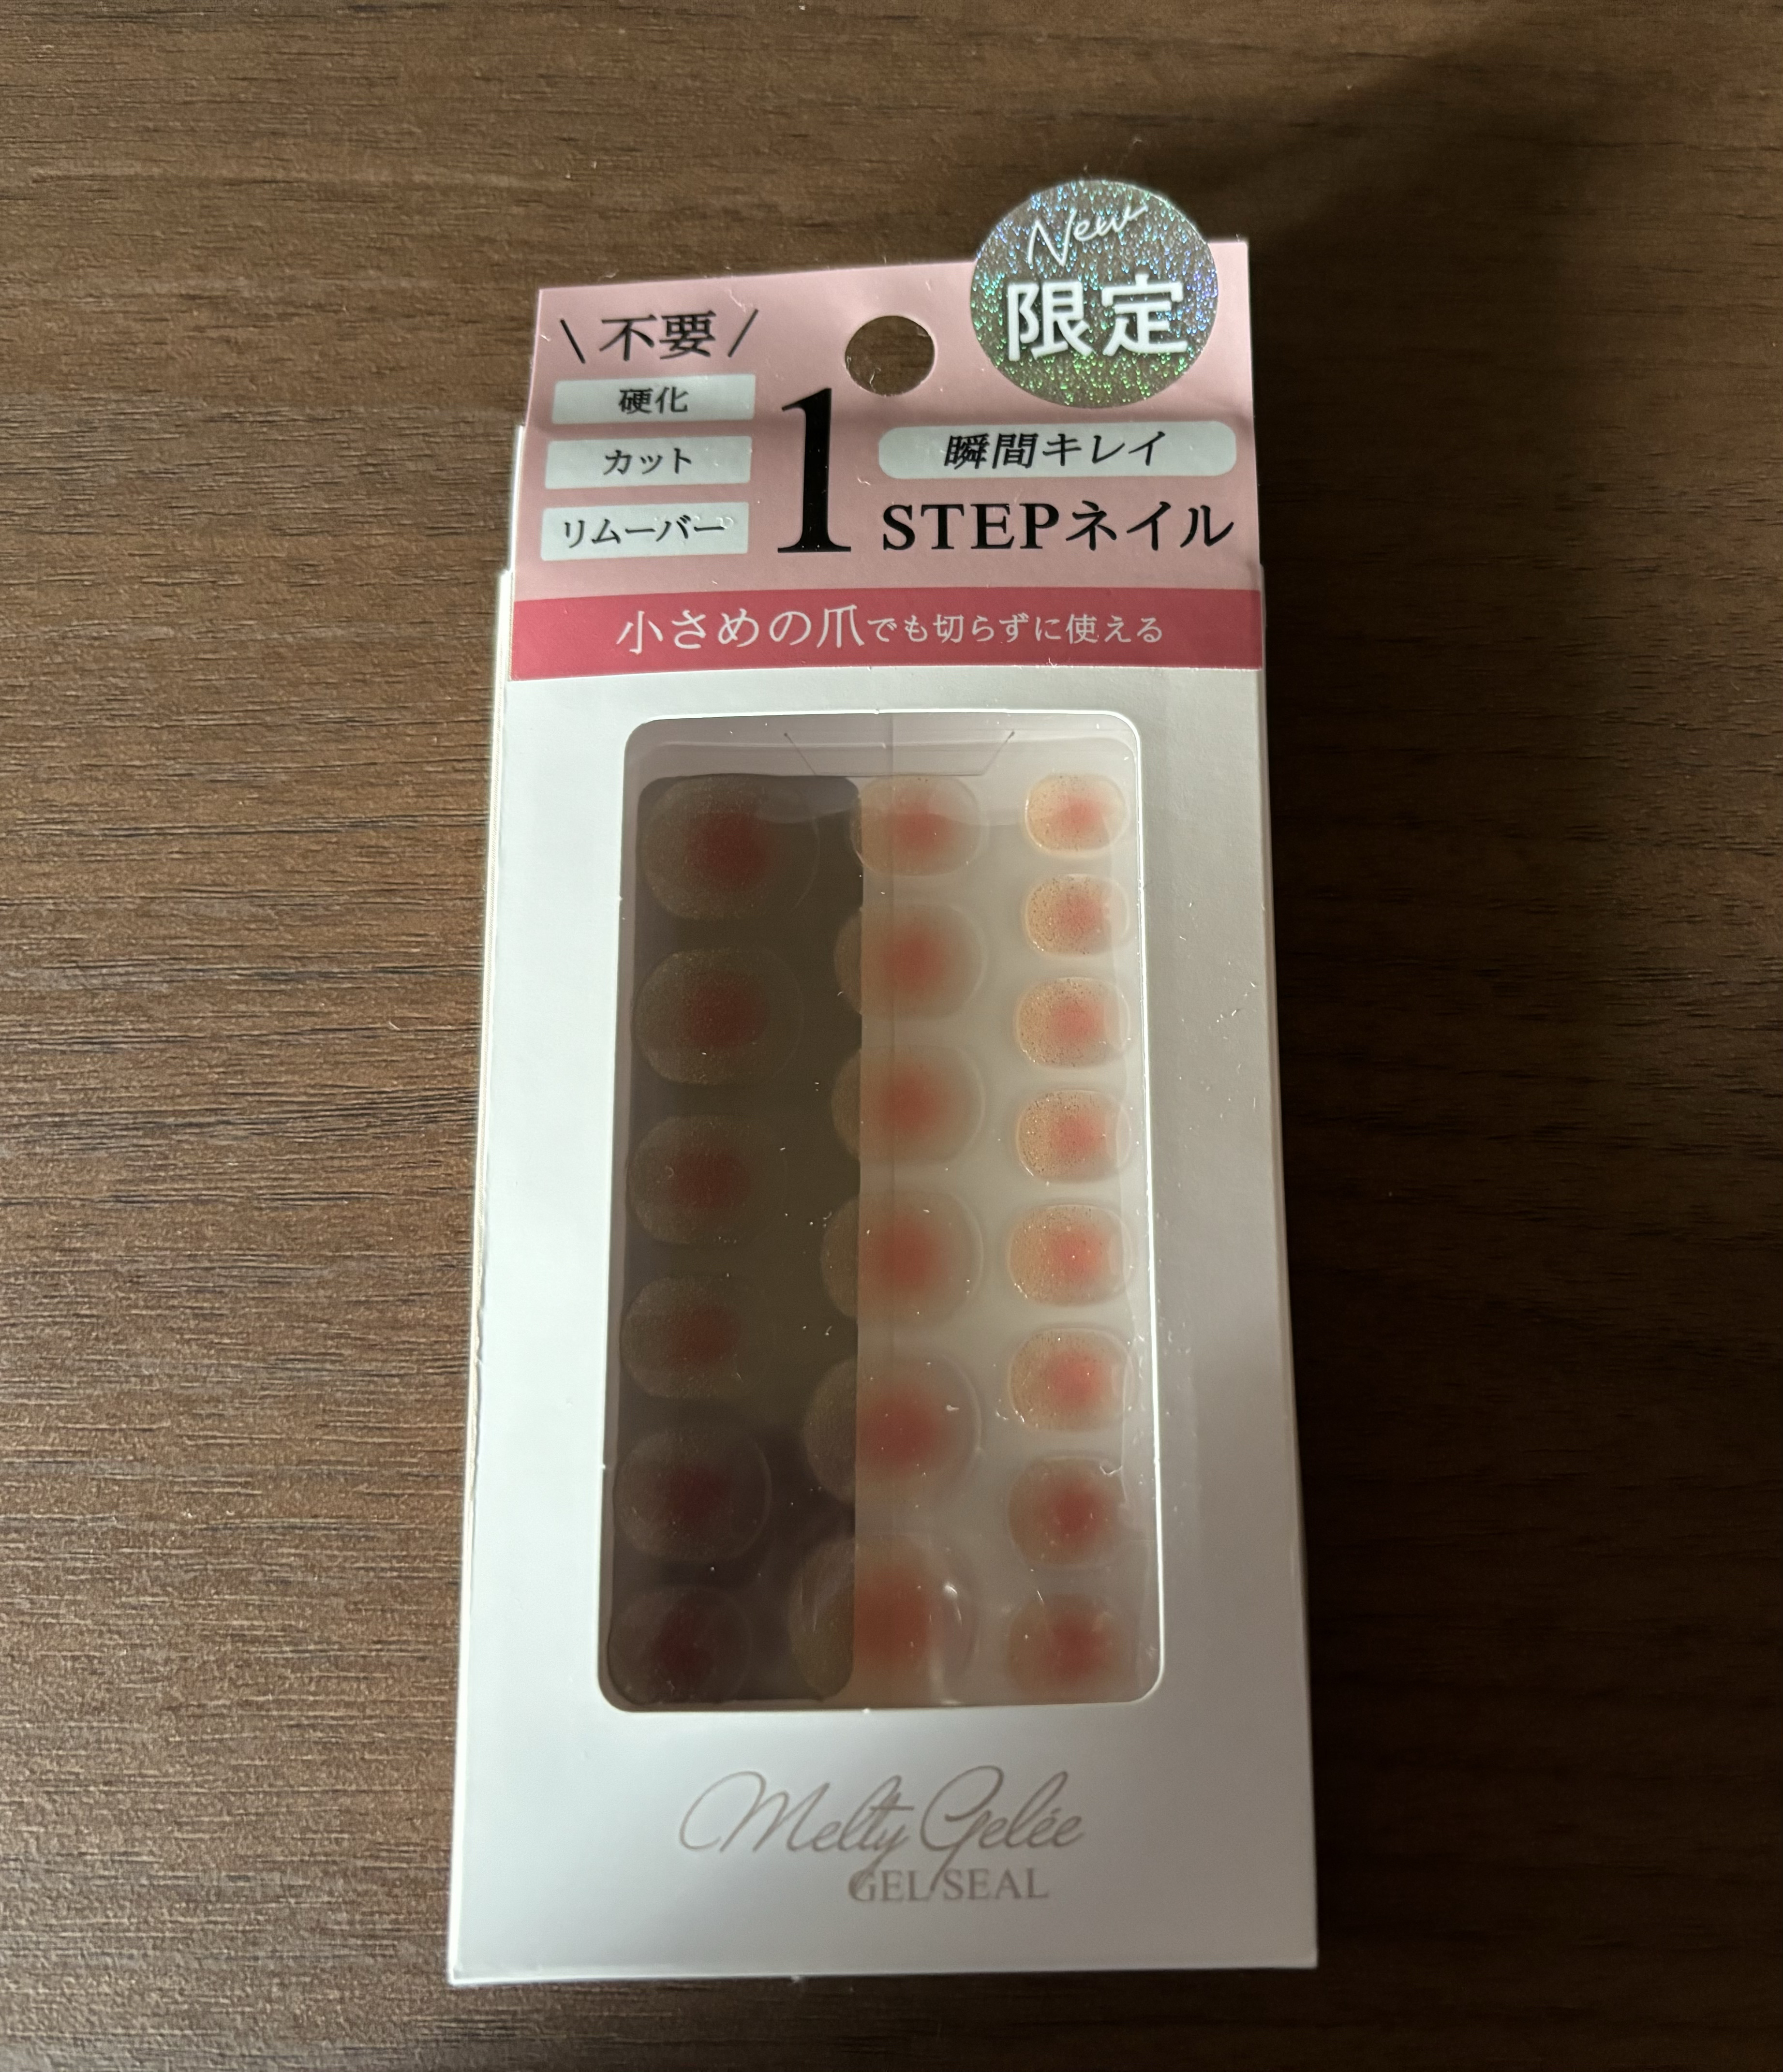 New
限定
\ 不要 /
硬化
カット
リムーバー
1
瞬間キレイ
STEPネイル
小さめの爪でも切らずに使える
Melty Gelée
GEL SEAL